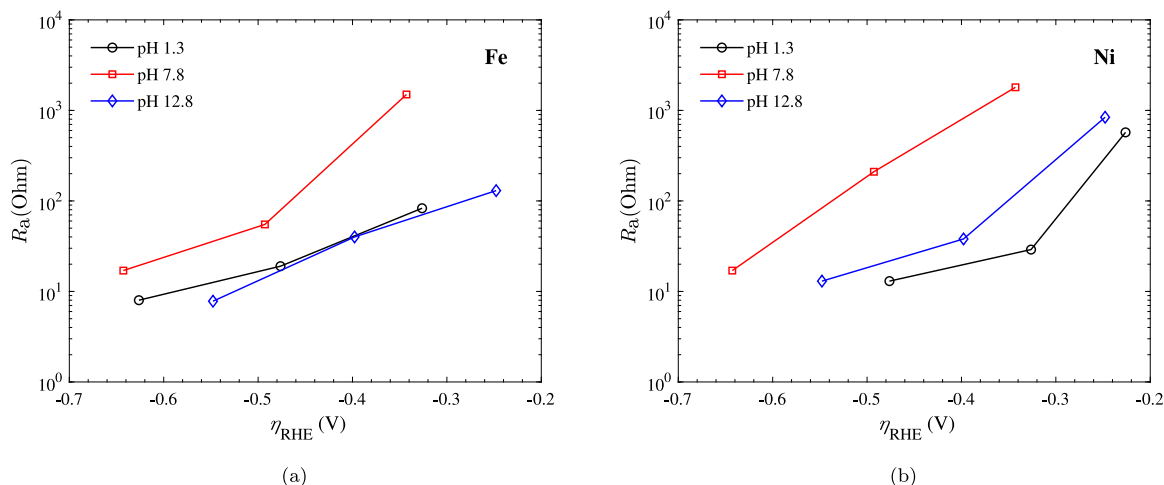 10^4
10^3
10^2
10^1
10^0
R_a(Ohm)
pH 1.3
pH 7.8
pH 12.8
Fe
-0.7
-0.6
-0.5
-0.4
-0.3
-0.2
η_RHE (V)
(a)
10^4
10^3
10^2
10^1
10^0
R_a(Ohm)
pH 1.3
pH 7.8
pH 12.8
Ni
-0.7
-0.6
-0.5
-0.4
-0.3
-0.2
η_RHE (V)
(b)